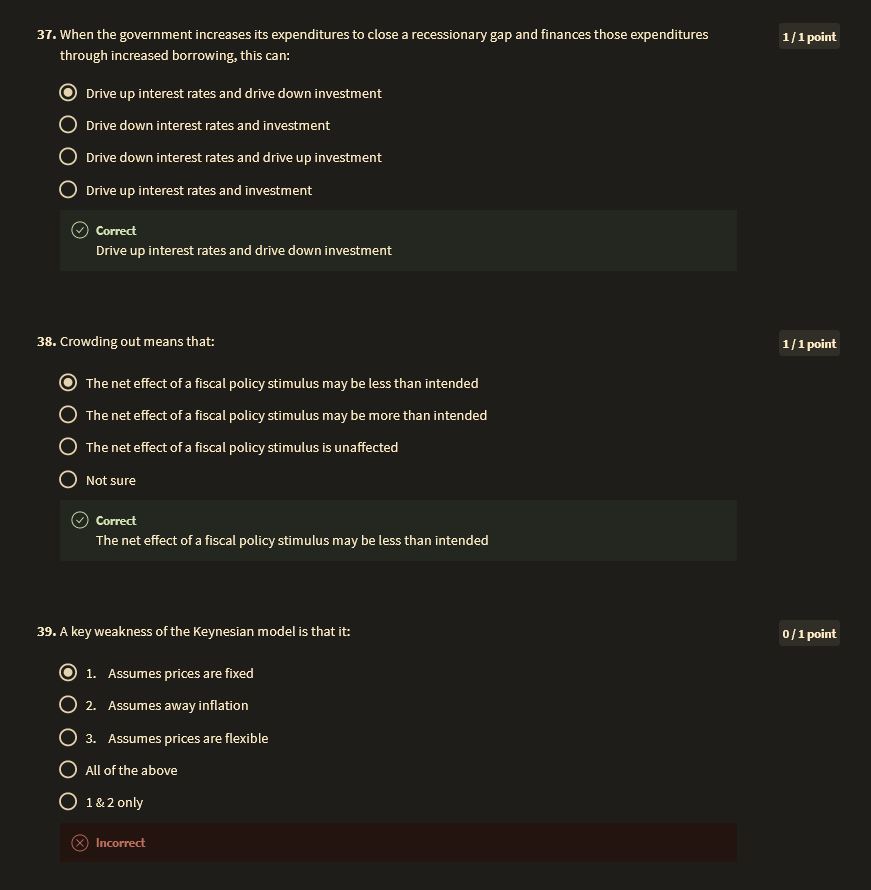 37. When the government increases its expenditures to close a recessionary gap and finances those expenditures
through increased borrowing, this can:
1 / 1 point
Drive up interest rates and drive down investment
Drive down interest rates and investment
Drive down interest rates and drive up investment
Drive up interest rates and investment
Correct
Drive up interest rates and drive down investment
38. Crowding out means that:
1 / 1 point
The net effect of a fiscal policy stimulus may be less than intended
The net effect of a fiscal policy stimulus may be more than intended
The net effect of a fiscal policy stimulus is unaffected
Not sure
Correct
The net effect of a fiscal policy stimulus may be less than intended
39. A key weakness of the Keynesian model is that it:
0 / 1 point
1. Assumes prices are fixed
2. Assumes away inflation
3. Assumes prices are flexible
All of the above
1 & 2 only
Incorrect